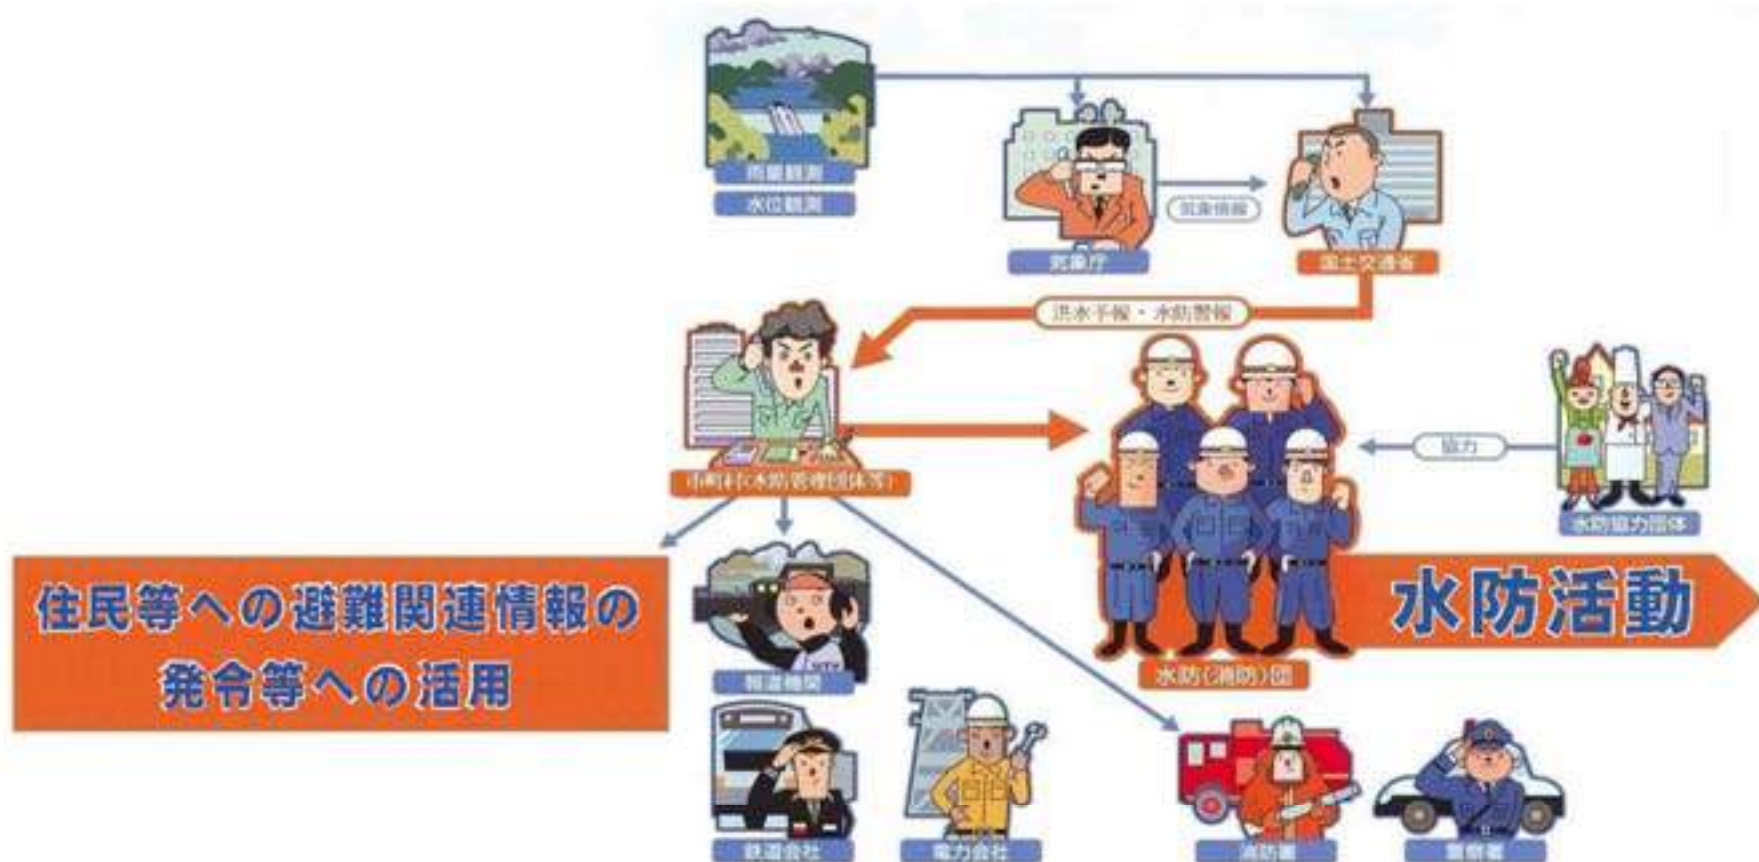 雨量観測
水位観測
気象情報
気象庁
国土交通省
洪水予報・水防警報
市町村(水防管理団体等)
協力
水防協力団体
住民等への避難関連情報の
発令等への活用
水防活動
水防(消防)団
報道機関
鉄道会社
電力会社
消防署
警察署